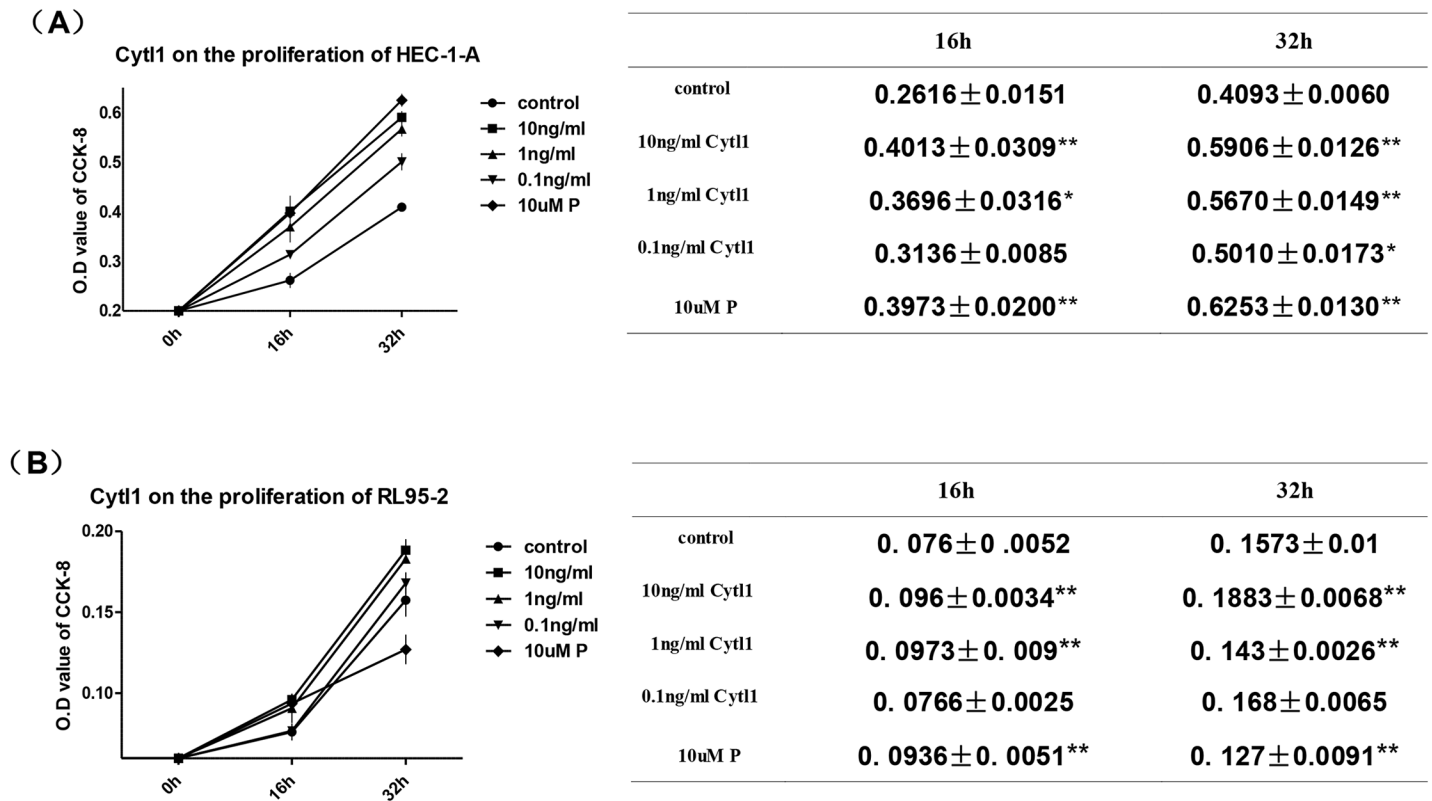 （A）
Cytl1 on the proliferation of HEC-1-A
O.D value of CCK-8
0.6
0.5
0.4
0.3
0.2
0h
16h
32h
control
10ng/ml
1ng/ml
0.1ng/ml
10uM P
16h 32h
control 0.2616±0.0151 0.4093±0.0060
10ng/ml Cytl1 0.4013±0.0309** 0.5906±0.0126**
1ng/ml Cytl1 0.3696±0.0316* 0.5670±0.0149**
0.1ng/ml Cytl1 0.3136±0.0085 0.5010±0.0173*
10uM P 0.3973±0.0200** 0.6253±0.0130**
（B）
Cytl1 on the proliferation of RL95-2
O.D value of CCK-8
0.20
0.15
0.10
0h
16h
32h
control
10ng/ml
1ng/ml
0.1ng/ml
10uM P
16h 32h
control 0. 076±0 .0052 0. 1573±0.01
10ng/ml Cytl1 0. 096±0.0034** 0. 1883±0.0068**
1ng/ml Cytl1 0. 0973±0. 009** 0. 143±0.0026**
0.1ng/ml Cytl1 0. 0766±0.0025 0. 168±0.0065
10uM P 0. 0936±0.0051** 0. 127±0.0091**